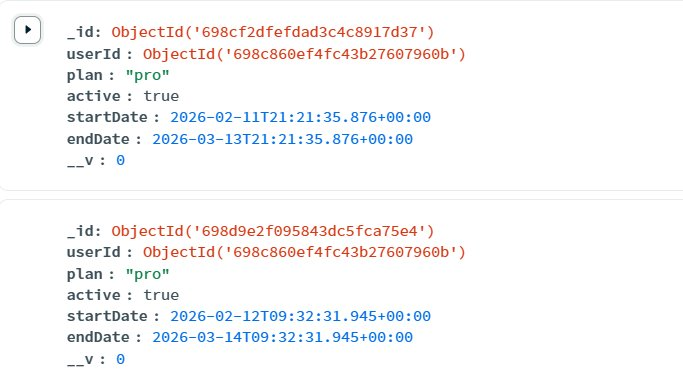 _id: ObjectId('698cf2dfefdad3c4c8917d37')
userId : ObjectId('698c860ef4fc43b27607960b')
plan : "pro"
active : true
startDate : 2026-02-11T21:21:35.876+00:00
endDate : 2026-03-13T21:21:35.876+00:00
__v : 0
_id: ObjectId('698d9e2f095843dc5fca75e4')
userId : ObjectId('698c860ef4fc43b27607960b')
plan : "pro"
active : true
startDate : 2026-02-12T09:32:31.945+00:00
endDate : 2026-03-14T09:32:31.945+00:00
__v : 0